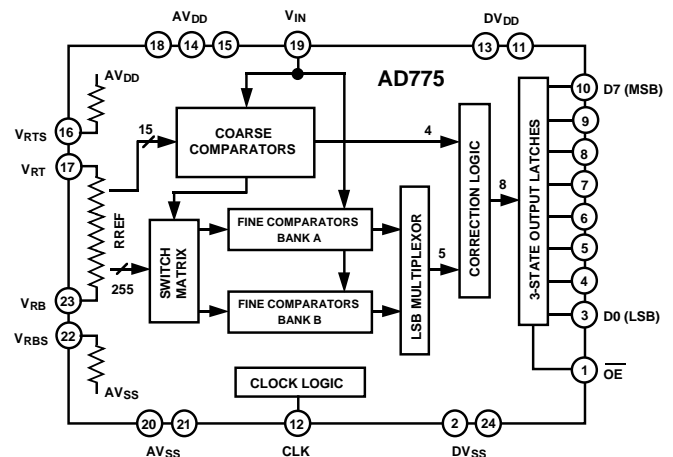 AVDD
VIN
DVDD
18 14 15
19
13 11
AD775
AVDD
10 D7 (MSB)
9
8
7
6
5
4
3 D0 (LSB)
1 OE
16
VRTS
17
VRT
15
COARSE
COMPARATORS
4
CORRECTION LOGIC
8
3-STATE OUTPUT LATCHES
RREF
255
SWITCH
MATRIX
FINE COMPARATORS
BANK A
FINE COMPARATORS
BANK B
LSB MULTIPLEXOR
5
VRB
23
VRBS
22
AVSS
CLOCK LOGIC
20 21
12
2 24
AVSS
CLK
DVSS